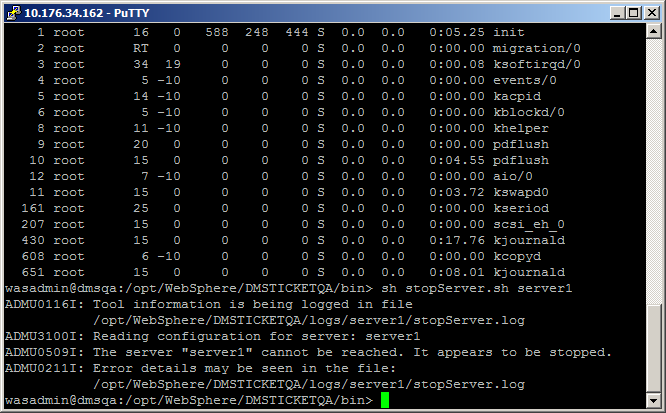 10.176.34.162 - PuTTY
1 root 16 0 588 248 444 S 0.0 0.0 0:05.25 init
2 root RT 0 0 0 0 S 0.0 0.0 0:00.00 migration/0
3 root 34 19 0 0 0 S 0.0 0.0 0:00.08 ksoftirqd/0
4 root 5 -10 0 0 0 S 0.0 0.0 0:00.00 events/0
5 root 14 -10 0 0 0 S 0.0 0.0 0:00.00 kacpid
6 root 5 -10 0 0 0 S 0.0 0.0 0:00.00 kblockd/0
8 root 11 -10 0 0 0 S 0.0 0.0 0:00.00 khelper
9 root 20 0 0 0 0 S 0.0 0.0 0:00.00 pdflush
10 root 15 0 0 0 0 S 0.0 0.0 0:04.55 pdflush
12 root 7 -10 0 0 0 S 0.0 0.0 0:00.00 aio/0
11 root 15 0 0 0 0 S 0.0 0.0 0:03.72 kswapd0
161 root 25 0 0 0 0 S 0.0 0.0 0:00.00 kseriod
207 root 15 0 0 0 0 S 0.0 0.0 0:00.00 scsi_eh_0
430 root 15 0 0 0 0 S 0.0 0.0 0:17.76 kjournald
608 root 6 -10 0 0 0 S 0.0 0.0 0:00.00 kcopyd
651 root 15 0 0 0 0 S 0.0 0.0 0:08.01 kjournald
wasadmin@dmsqa:/opt/WebSphere/DMSTICKETQA/bin> sh stopServer.sh server1
ADMU0116I: Tool information is being logged in file
/opt/WebSphere/DMSTICKETQA/logs/server1/stopServer.log
ADMU3100I: Reading configuration for server: server1
ADMU0509I: The server "server1" cannot be reached. It appears to be stopped.
ADMU0211I: Error details may be seen in the file:
/opt/WebSphere/DMSTICKETQA/logs/server1/stopServer.log
wasadmin@dmsqa:/opt/WebSphere/DMSTICKETQA/bin>